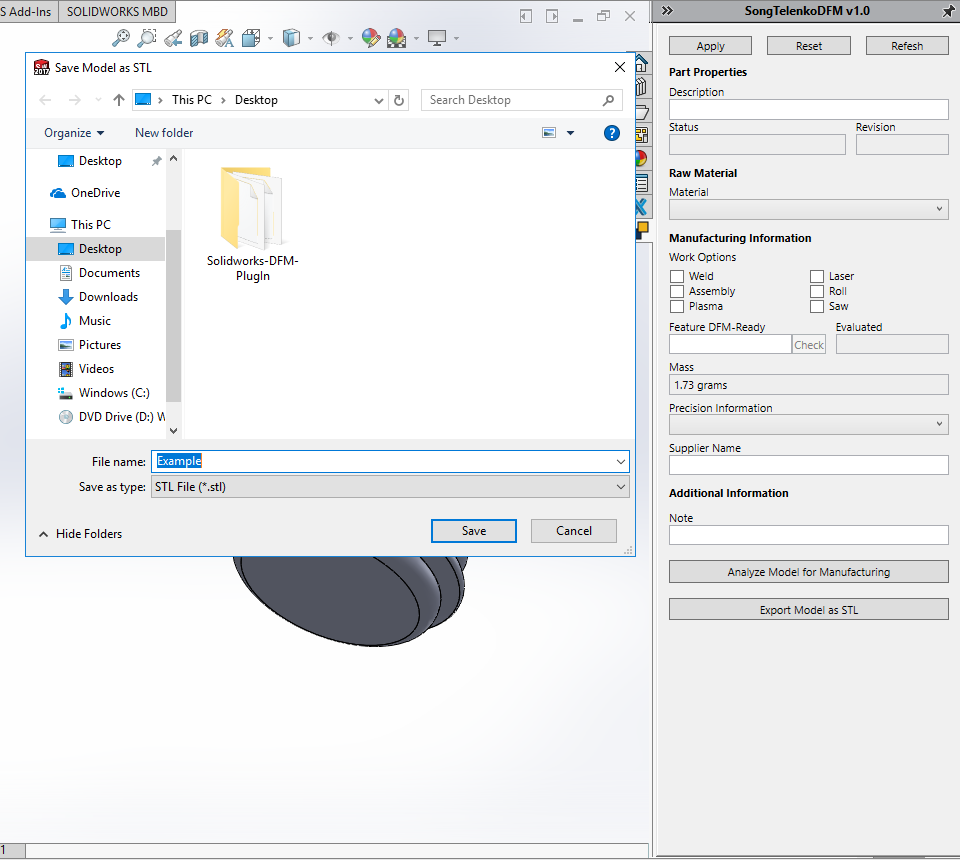 S Add-Ins
SOLIDWORKS MBD
SW
2017
Save Model as STL
This PC
Desktop
Search Desktop
Organize
New folder
?
Desktop
OneDrive
This PC
Desktop
Documents
Downloads
Music
Pictures
Videos
Windows (C:)
DVD Drive (D:) W
Solidworks-DFM-
PlugIn
File name: Example
Save as type: STL File (*.stl)
Hide Folders
Save
Cancel
1
SongTelenkoDFM v1.0
Apply
Reset
Refesh
Part Properties
Description
Status
Revision
Raw Material
Material
Manufacturing Information
Work Options
Weld
Laser
Assembly
Roll
Plasma
Saw
Feature DFM-Ready
Evaluated
Check
Mass
1.73 grams
Precision Information
Supplier Name
Additional Information
Note
Analyze Model for Manufacturing
Export Model as STL